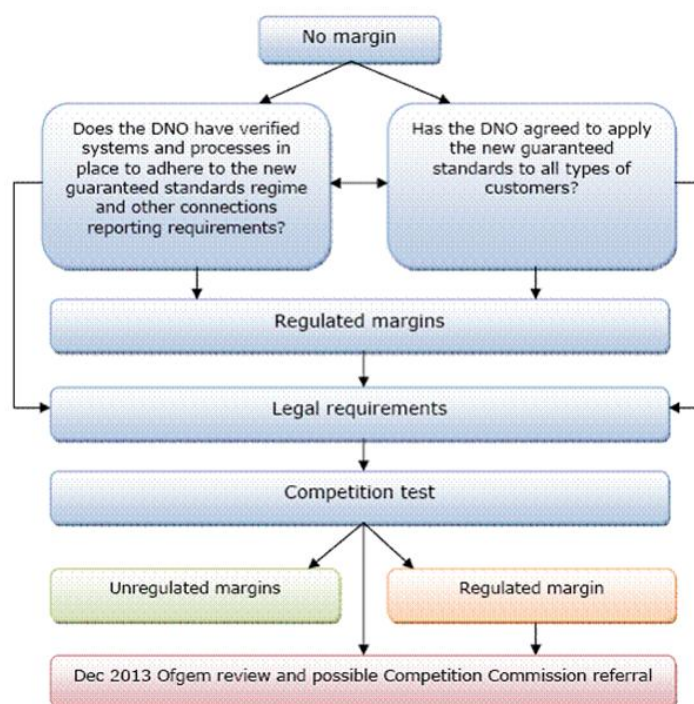 No margin
Does the DNO have verified
systems and processes in
place to adhere to the new
guaranteed standards regime
and other connections
reporting requirements?
Has the DNO agreed to apply
the new guaranteed
standards to all types of
customers?
Regulated margins
Legal requirements
Competition test
Unregulated margins
Regulated margin
Dec 2013 Ofgem review and possible Competition Commission referral